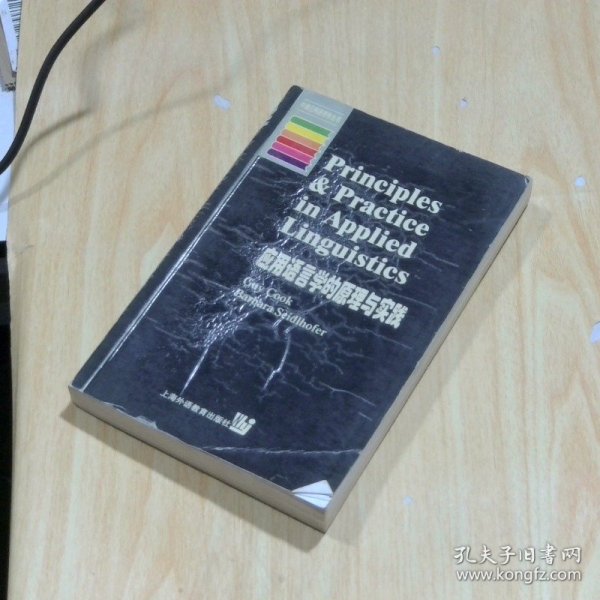 Principles
& Practice
in Applied
Linguistics
应用语言学的原理与实践
Guy Cook
Barbara Seidlhofer
上海外语教育出版社
孔夫子旧书网
www.kongfz.com